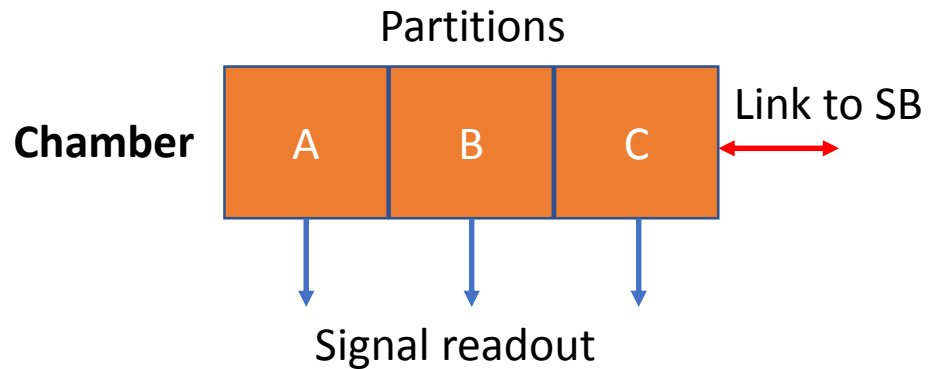 Partitions
Link to SB
Chamber
A
B
C
Signal readout